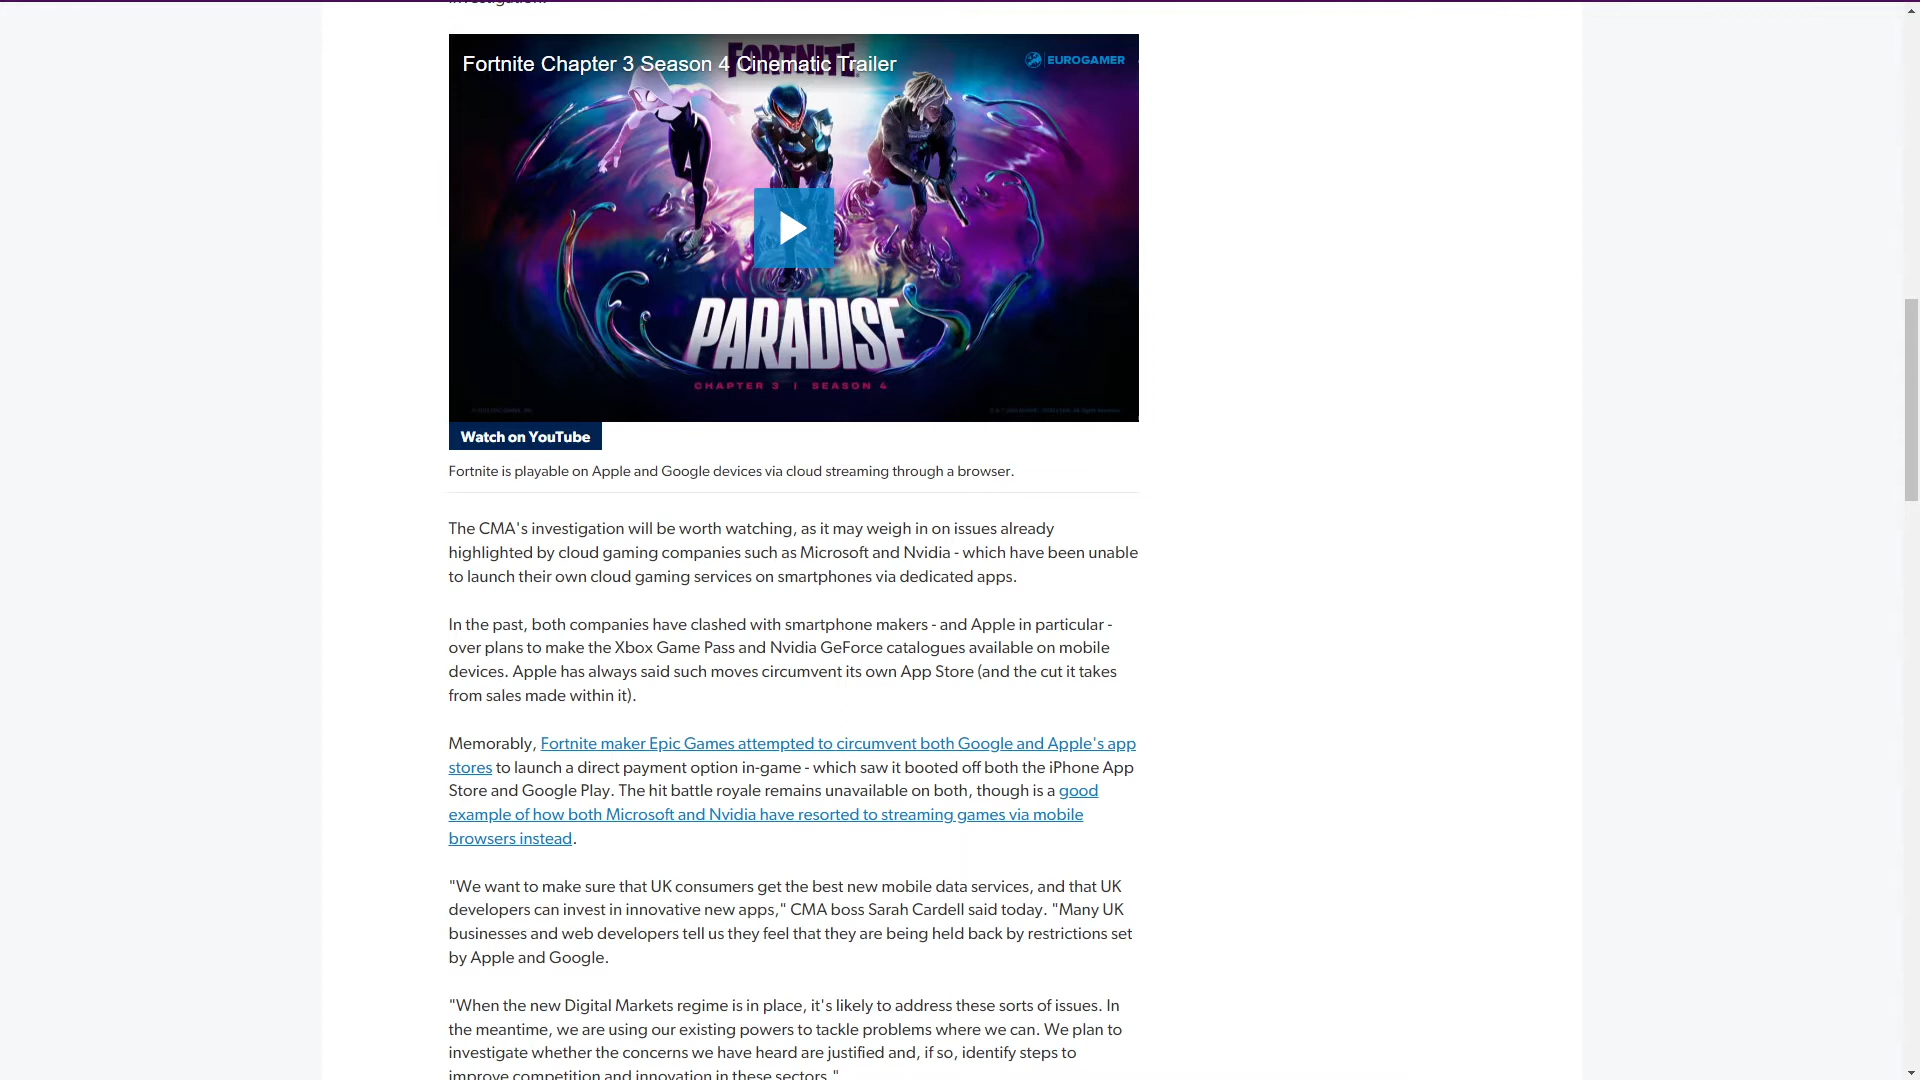 investigation.
FORTNITE
Fortnite Chapter 3 Season 4 Cinematic Trailer
EUROGAMER
PARADISE
CHAPTER 3 | SEASON 4
Watch on YouTube
Fortnite is playable on Apple and Google devices via cloud streaming through a browser.
The CMA's investigation will be worth watching, as it may weigh in on issues already
highlighted by cloud gaming companies such as Microsoft and Nvidia - which have been unable
to launch their own cloud gaming services on smartphones via dedicated apps.
In the past, both companies have clashed with smartphone makers - and Apple in particular -
over plans to make the Xbox Game Pass and Nvidia GeForce catalogues available on mobile
devices. Apple has always said such moves circumvent its own App Store (and the cut it takes
from sales made within it).
Memorably, Fortnite maker Epic Games attempted to circumvent both Google and Apple's app
stores to launch a direct payment option in-game - which saw it booted off both the iPhone App
Store and Google Play. The hit battle royale remains unavailable on both, though is a good
example of how both Microsoft and Nvidia have resorted to streaming games via mobile
browsers instead.
"We want to make sure that UK consumers get the best new mobile data services, and that UK
developers can invest in innovative new apps," CMA boss Sarah Cardell said today. "Many UK
businesses and web developers tell us they feel that they are being held back by restrictions set
by Apple and Google.
"When the new Digital Markets regime is in place, it's likely to address these sorts of issues. In
the meantime, we are using our existing powers to tackle problems where we can. We plan to
investigate whether the concerns we have heard are justified and, if so, identify steps to
improve competition and innovation in these sectors."